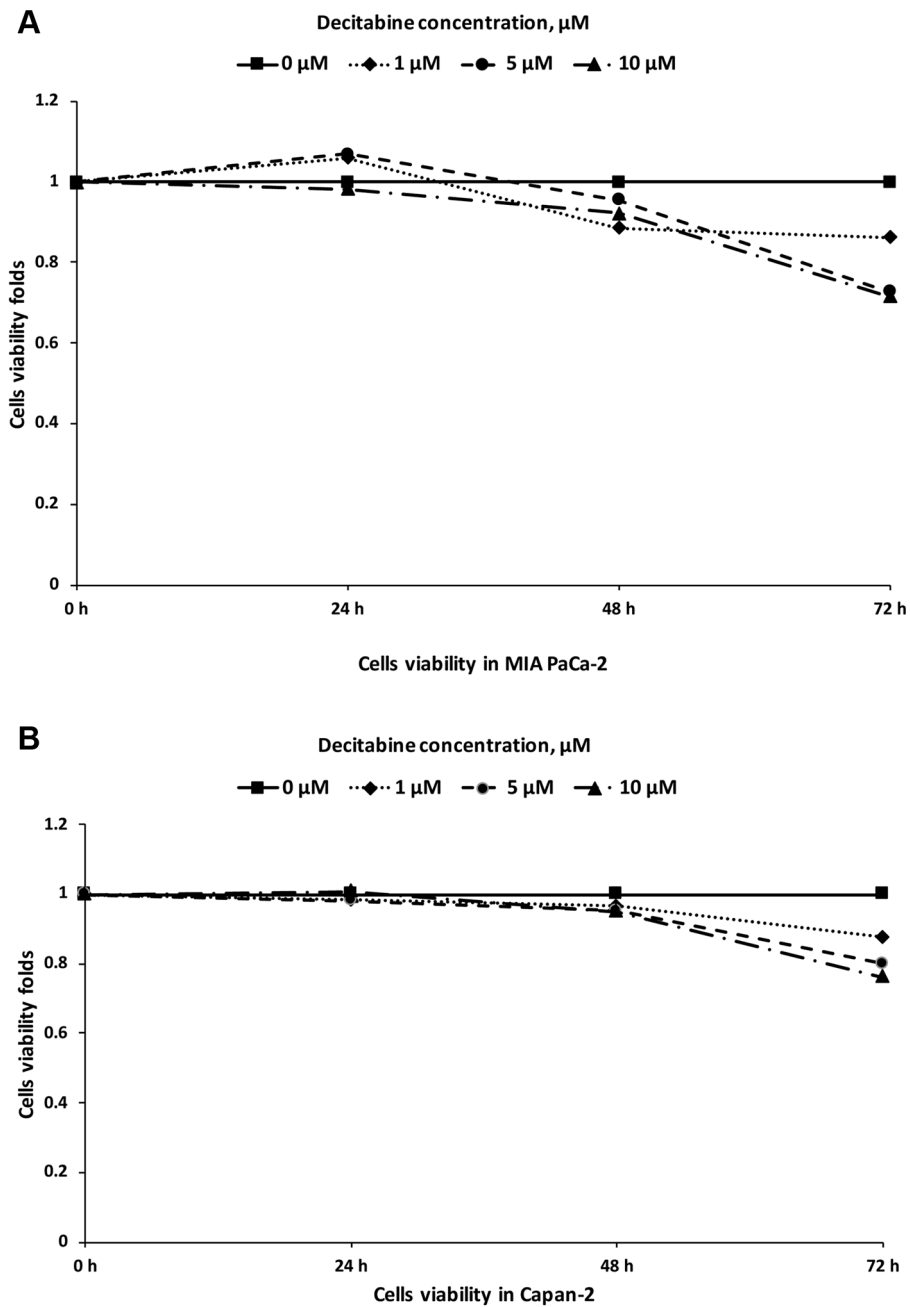 A
Decitabine concentration, µM
0 µM 1 µM 5 µM 10 µM
1.2
1
0.8
0.6
0.4
0.2
0
Cells viability folds
0 h 24 h 48 h 72 h
Cells viability in MIA PaCa-2
B
Decitabine concentration, µM
0 µM 1 µM 5 µM 10 µM
1.2
1
0.8
0.6
0.4
0.2
0
Cells viability folds
0 h 24 h 48 h 72 h
Cells viability in Capan-2